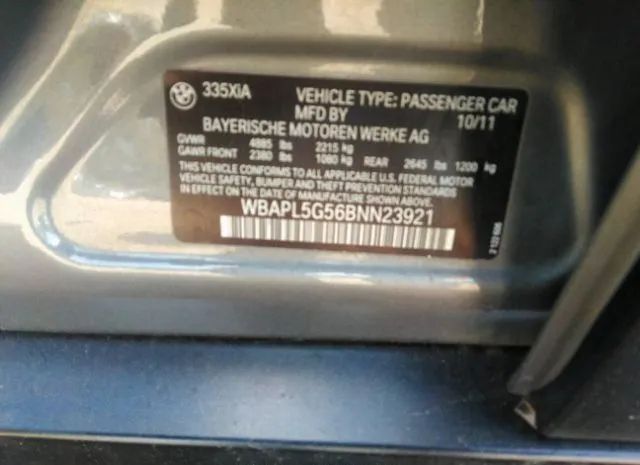 335XiA VEHICLE TYPE: PASSENGER CAR
MFD BY 10/11
BAYERISCHE MOTOREN WERKE AG
GVWR 4885 lbs 2215 kg
GAWR FRONT 2380 lbs 1080 kg REAR 2645 lbs 1200 kg
THIS VEHICLE CONFORMS TO ALL APPLICABLE U.S. FEDERAL MOTOR
VEHICLE SAFETY, BUMPER, AND THEFT PREVENTION STANDARDS
IN EFFECT ON THE DATE OF MANUFACTURE SHOWN ABOVE.
WBAPL5G56BNN23921